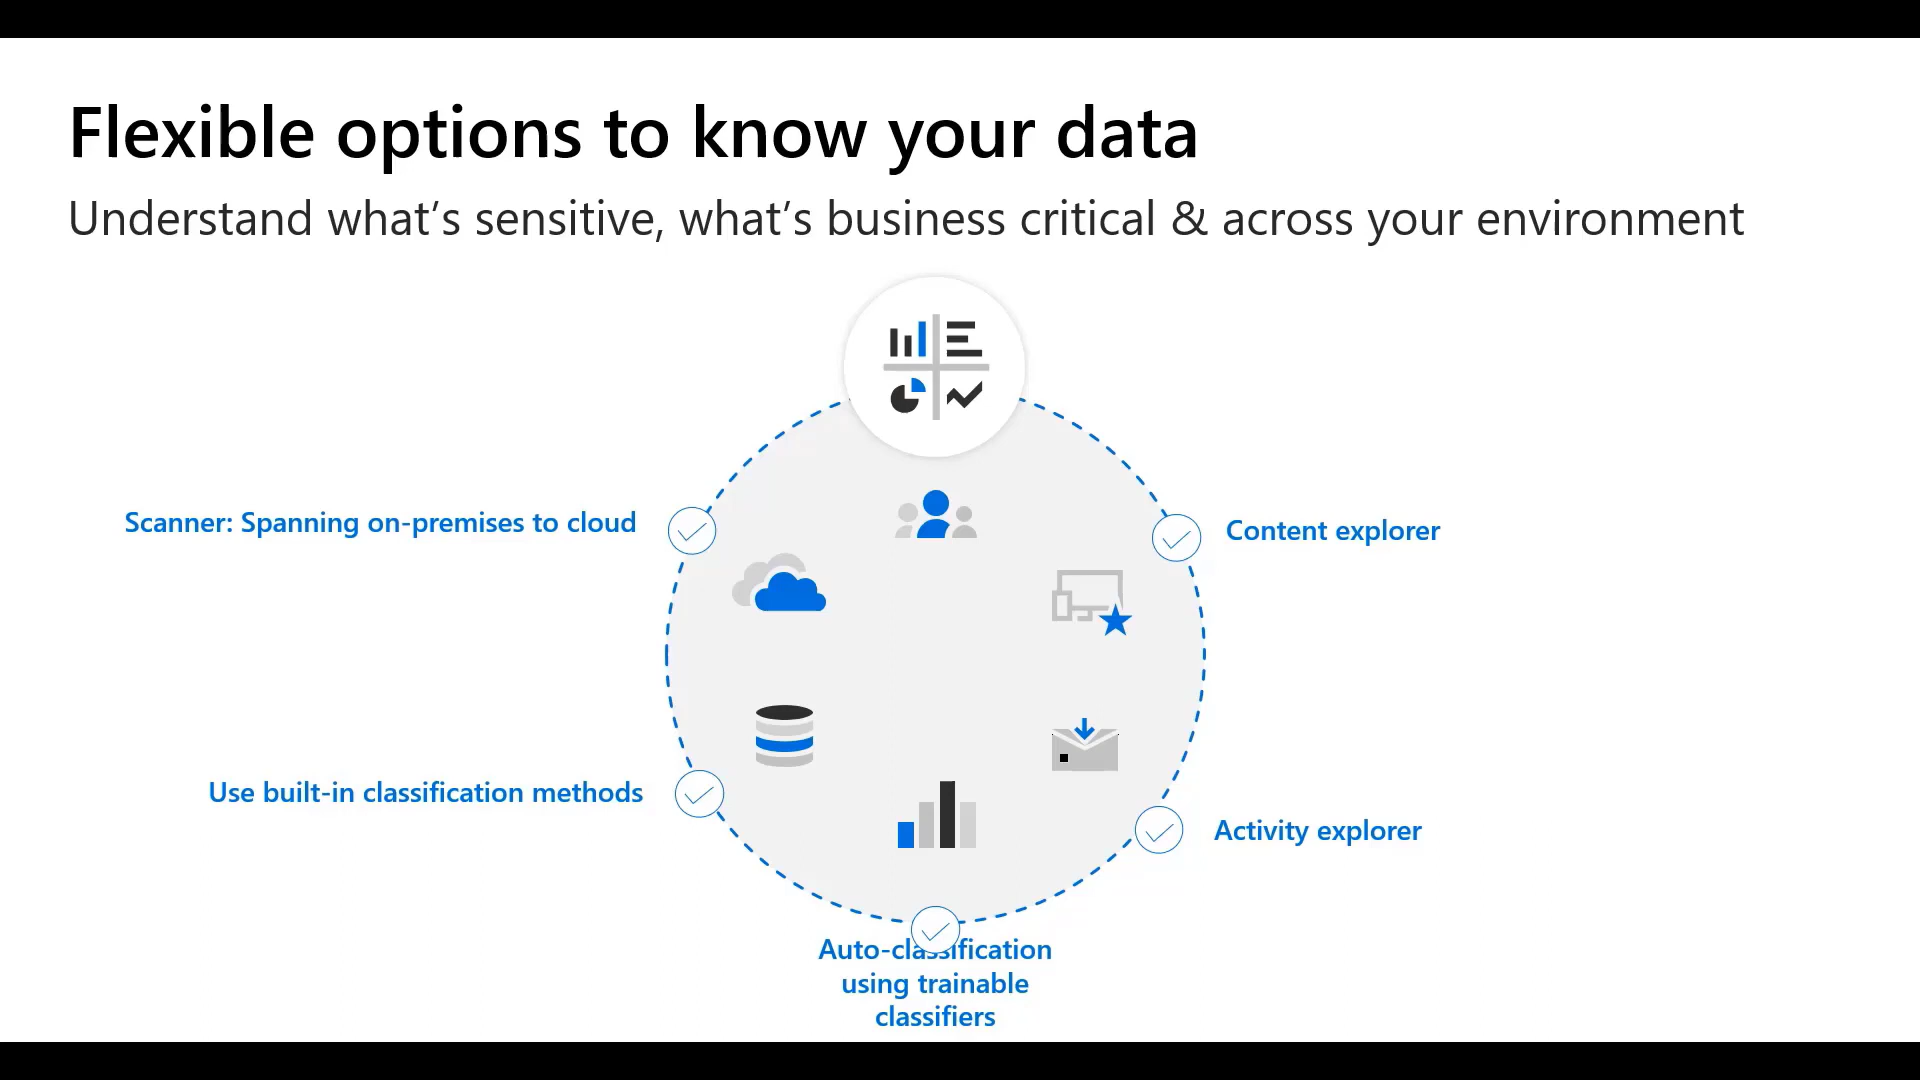 Flexible options to know your data
Understand what’s sensitive, what’s business critical & across your environment
Scanner: Spanning on-premises to cloud
Content explorer
Use built-in classification methods
Activity explorer
Auto-classification
using trainable
classifiers